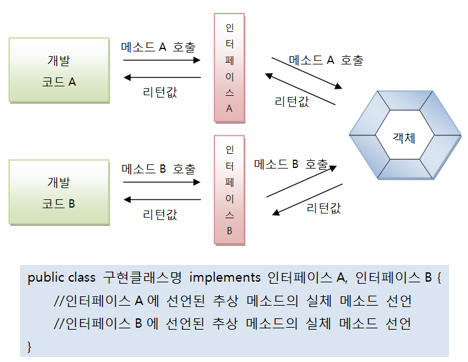 개발
코드 A
메소드 A 호출
리턴값
인터페이스A
메소드 A 호출
리턴값
객체
개발
코드 B
메소드 B 호출
리턴값
인터페이스B
메소드 B 호출
리턴값
public class 구현클래스명 implements 인터페이스 A, 인터페이스 B {
//인터페이스 A 에 선언된 추상 메소드의 실체 메소드 선언
//인터페이스 B 에 선언된 추상 메소드의 실체 메소드 선언
}